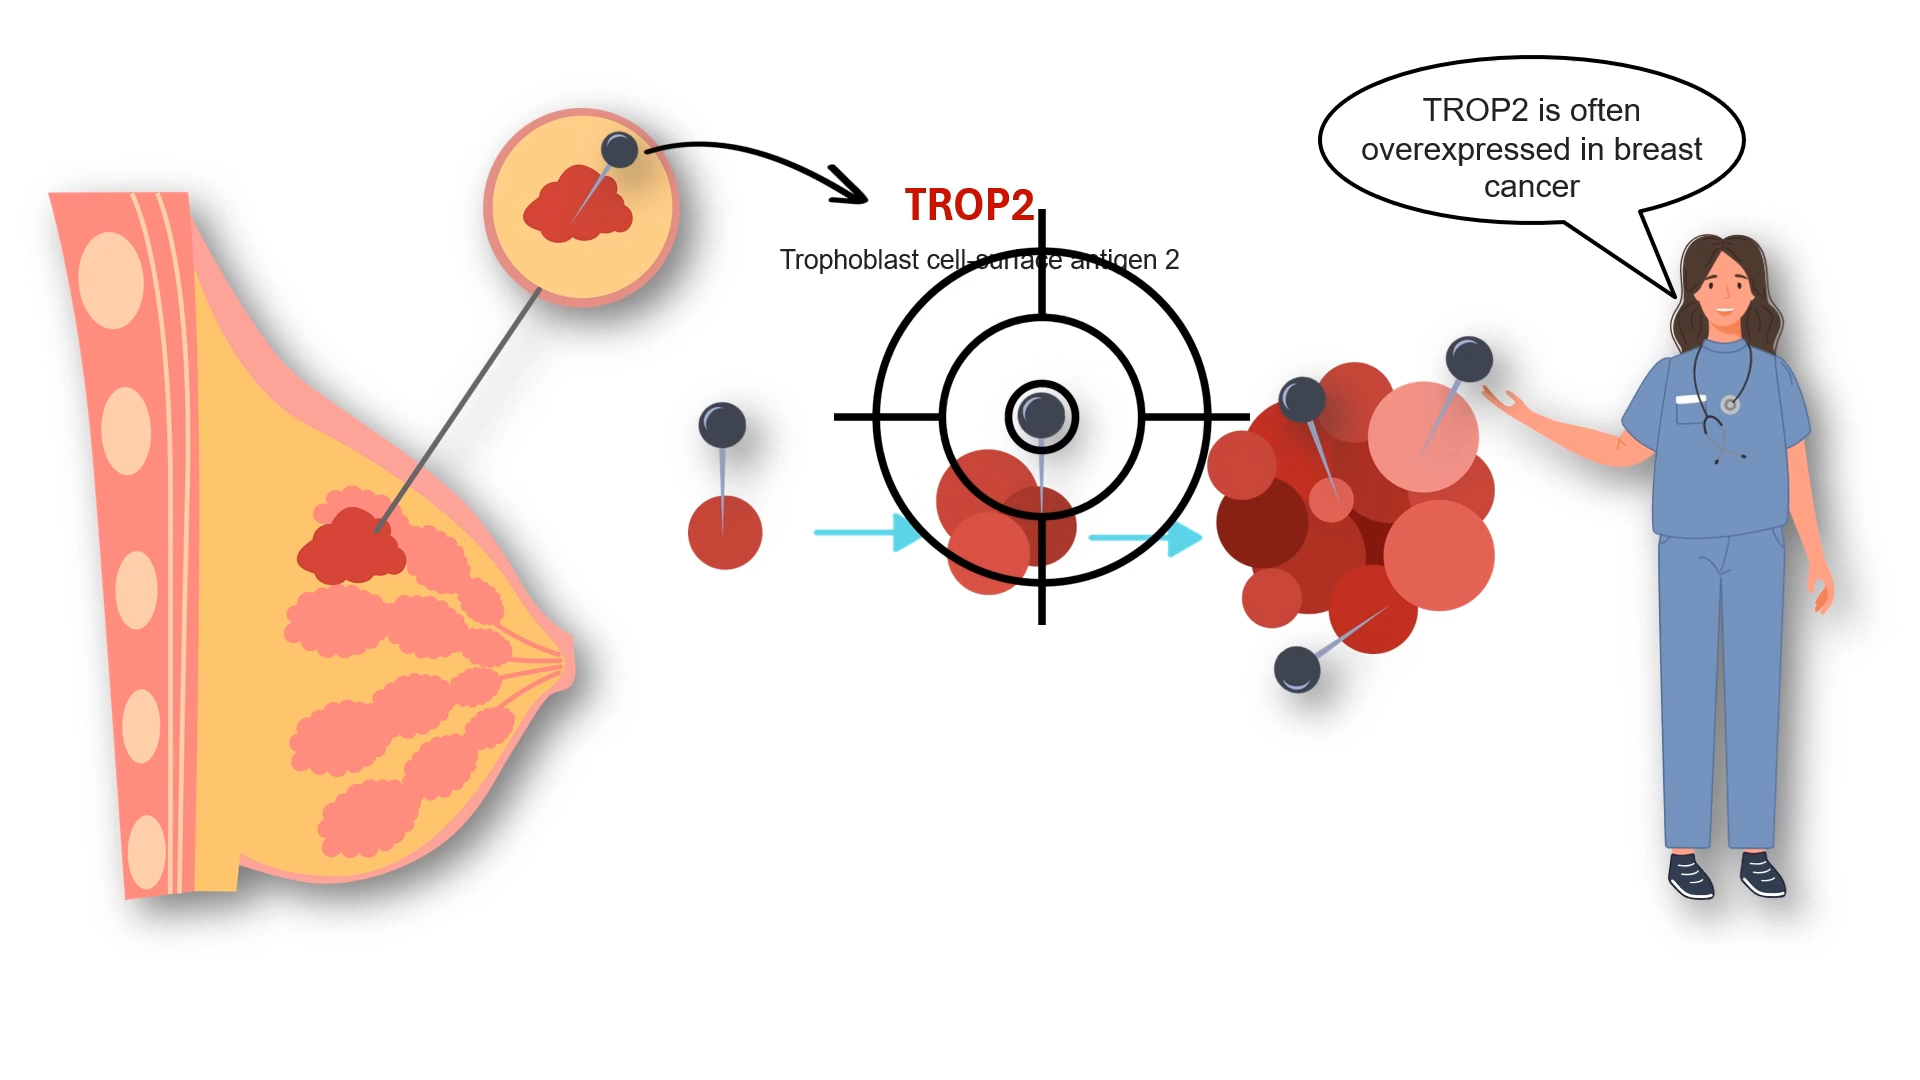 TROP2
Trophoblast cell-surface antigen 2
TROP2 is often
overexpressed in breast
cancer